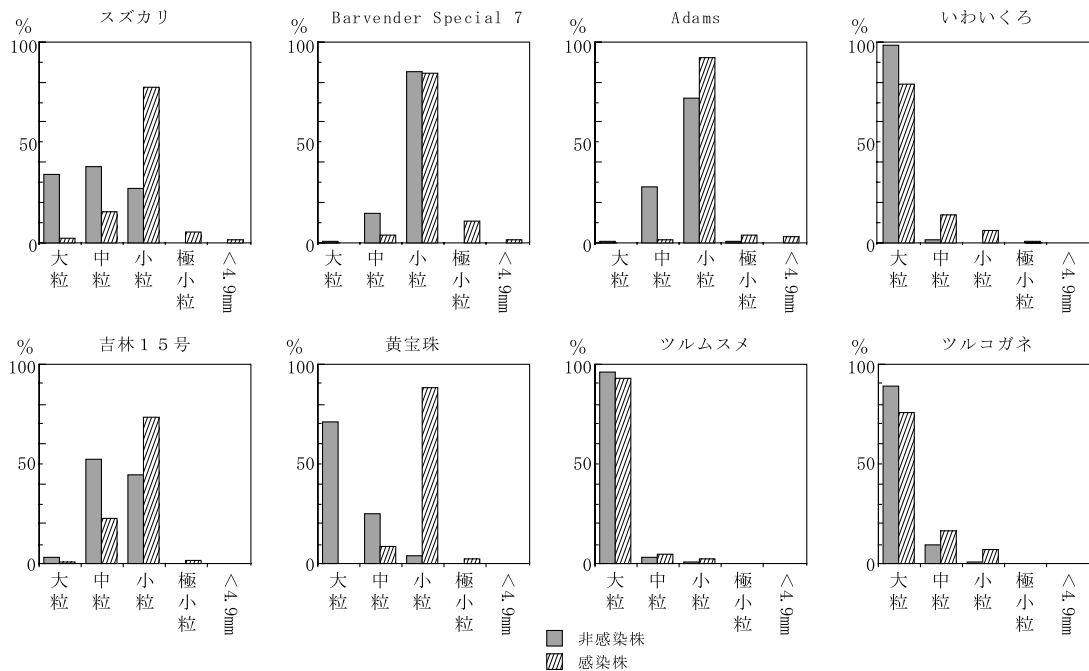 スズカリ
%
100
50
0
大粒
中粒
小粒
極小粒
<4.9mm
Barvender Special 7
%
100
50
0
大粒
中粒
小粒
極小粒
<4.9mm
Adams
%
100
50
0
大粒
中粒
小粒
極小粒
<4.9mm
いわいくろ
%
100
50
0
大粒
中粒
小粒
極小粒
<4.9mm
吉林15号
%
100
50
0
大粒
中粒
小粒
極小粒
<4.9mm
黄宝珠
%
100
50
0
大粒
中粒
小粒
極小粒
<4.9mm
ツルムスメ
%
100
50
0
大粒
中粒
小粒
極小粒
<4.9mm
ツルコガネ
%
100
50
0
大粒
中粒
小粒
極小粒
<4.9mm
非感染株
感染株